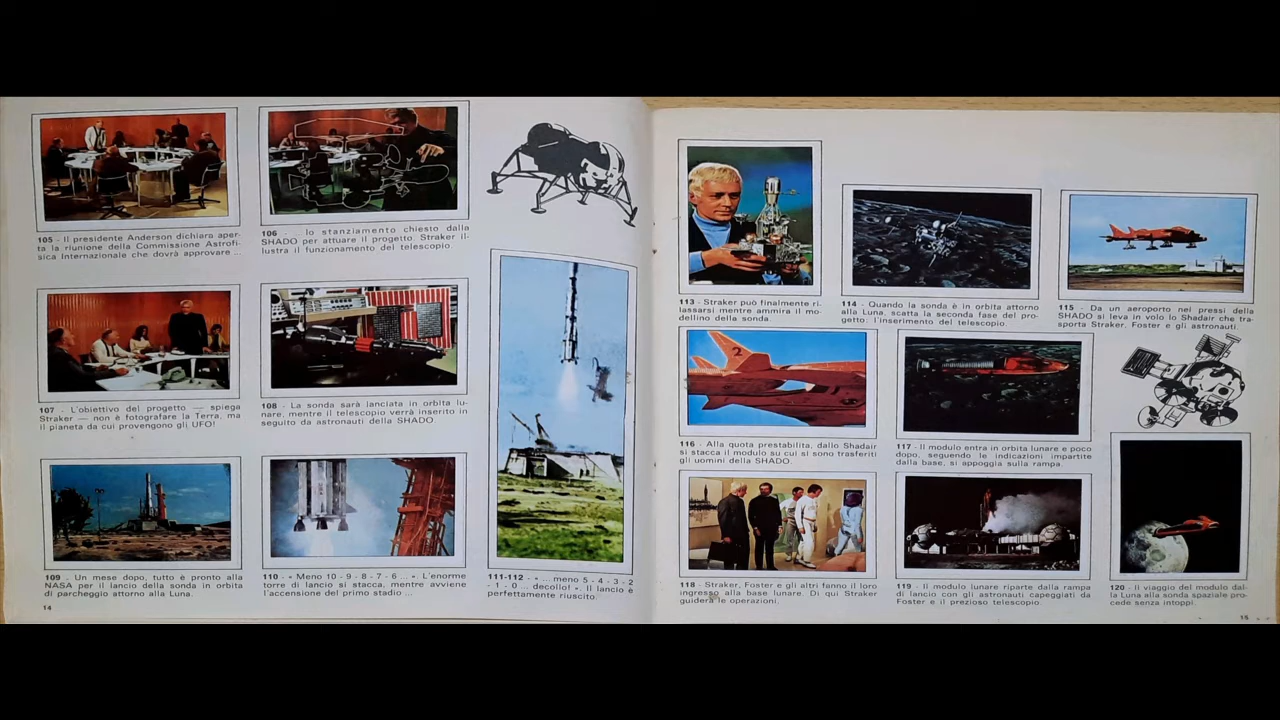 105 - Il presidente Anderson dichiara aper-
ta la riunione della Commissione Astrofi-
sica Internazionale che dovrà approvare ...
106 - ... lo stanziamento chiesto dalla
SHADO per attuare il progetto. Straker il-
lustra il funzionamento del telescopio.
107 - L'obiettivo del progetto — spiega
Straker — non è fotografare la Terra, ma
il pianeta da cui provengono gli UFO!
108 - La sonda sarà lanciata in orbita lu-
nare, mentre il telescopio verrà inserito in
seguito da astronauti della SHADO.
109 - Un mese dopo, tutto è pronto alla
NASA per il lancio della sonda in orbita
di parcheggio attorno alla Luna.
110 - « Meno 10 - 9 - 8 - 7 - 6 ... ». L'enorme
torre di lancio si stacca, mentre avviene
l'accensione del primo stadio ...
111-112 - « ... meno 5 - 4 - 3 - 2
- 1 - 0 ... decollo! ». Il lancio è
perfettamente riuscito.
14
113 - Straker può finalmente ri-
lassarsi mentre ammira il mo-
dellino della sonda.
114 - Quando la sonda è in orbita attorno
alla Luna, scatta la seconda fase del pro-
getto: l'inserimento del telescopio.
115 - Da un aeroporto nei pressi della
SHADO si leva in volo lo Shadair che tra-
sporta Straker, Foster e gli astronauti.
2
116 - Alla quota prestabilita, dallo Shadair
si stacca il modulo su cui si sono trasferiti
gli uomini della SHADO.
117 - Il modulo entra in orbita lunare e poco
dopo, seguendo le indicazioni impartite
dalla base, si appoggia sulla rampa.
118 - Straker, Foster e gli altri fanno il loro
ingresso alla base lunare. Di qui Straker
guiderà le operazioni.
119 - Il modulo lunare riparte dalla rampa
di lancio con gli astronauti capeggiati da
Foster e il prezioso telescopio.
120 - Il viaggio del modulo dal-
la Luna alla sonda spaziale pro-
cede senza intoppi.
15